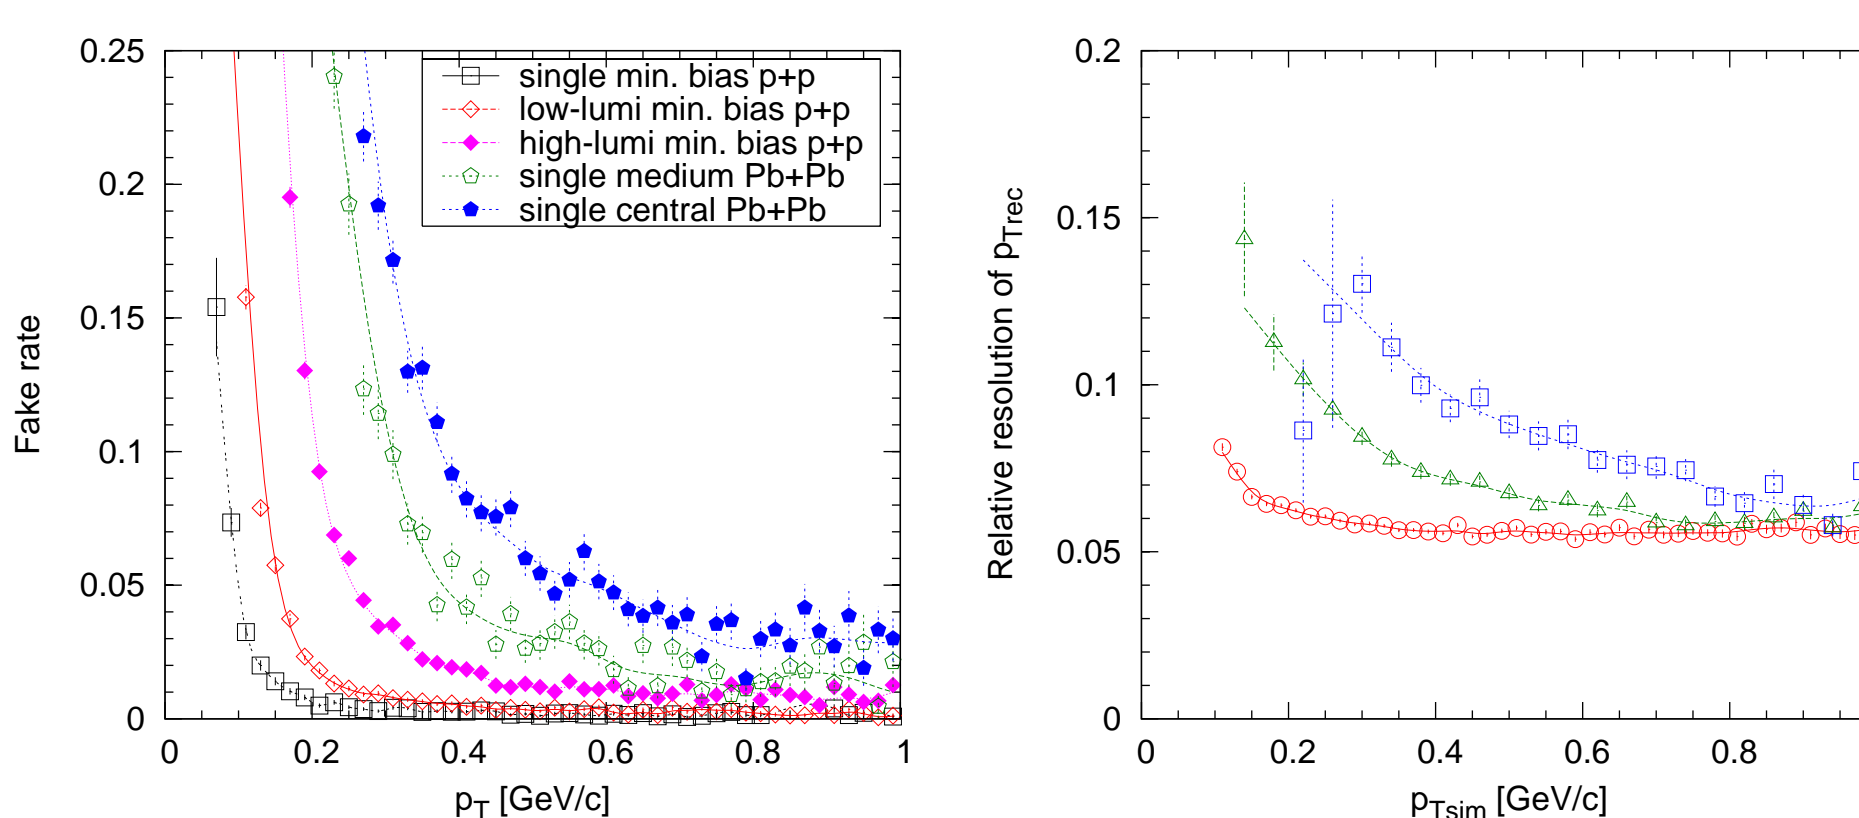 0.25
0.2
0.15
0.1
0.05
0
Fake rate
0
0.2
0.4
0.6
0.8
1
pT [GeV/c]
single min. bias p+p
low-lumi min. bias p+p
high-lumi min. bias p+p
single medium Pb+Pb
single central Pb+Pb
0.2
0.15
0.1
0.05
0
Relative resolution of pTrec
0
0.2
0.4
0.6
0.8
pTsim [GeV/c]